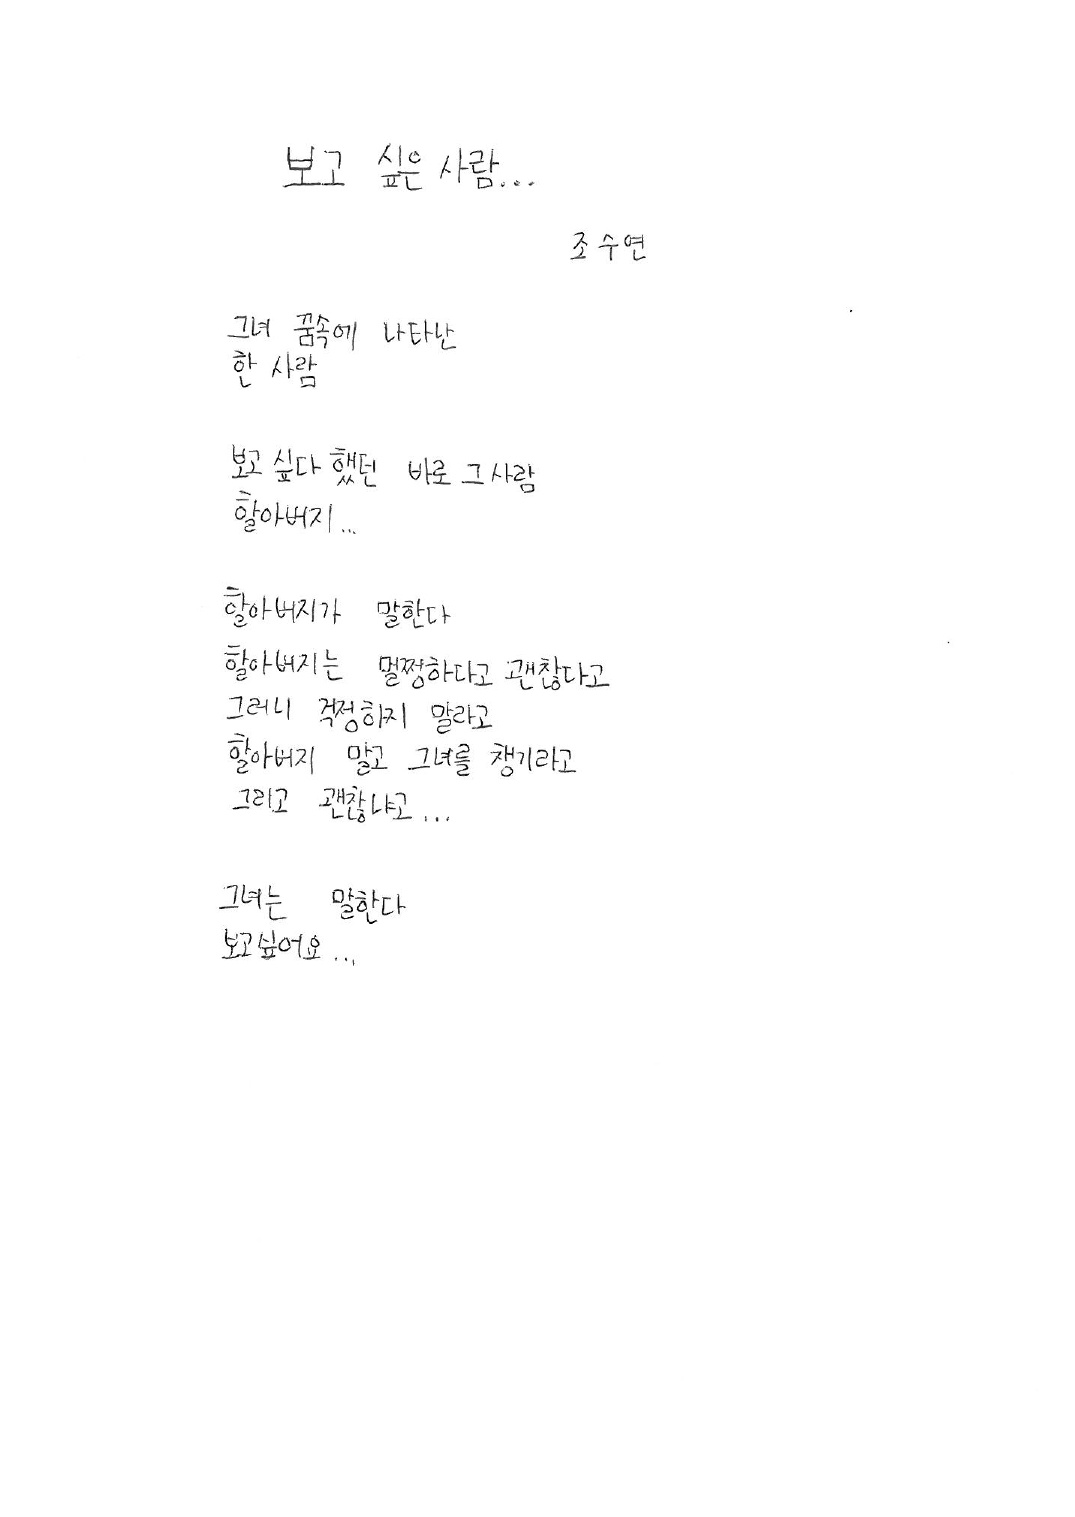 보고 싶은 사람...
조수연
그녀 꿈속에 나타난
한 사람
보고 싶다 했던 바로 그 사람
할아버지...
할아버지가 말한다
할아버지는 멀쩡하다고 괜찮다고
그러니 걱정하지 말라고
할아버지 말고 그녀를 챙기라고
그리고 괜찮냐고...
그녀는 말한다
보고싶어요...